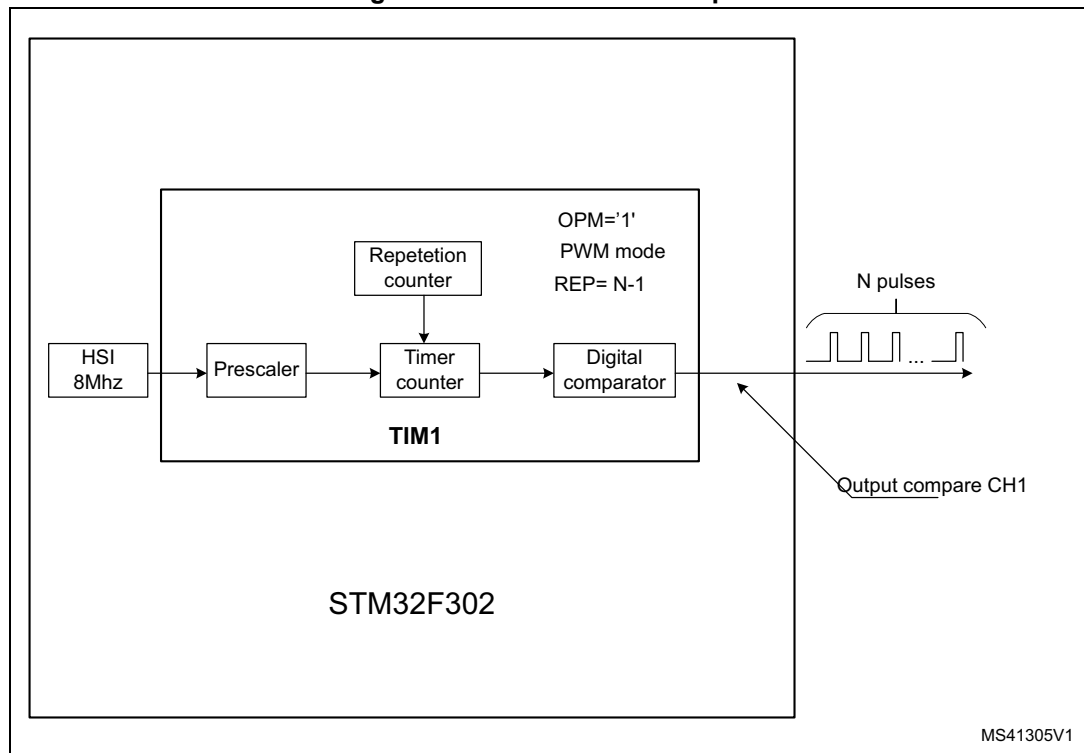 OPM='1'
PWM mode
REP= N-1
Repetetion
counter
N pulses
HSI
8Mhz
Prescaler
Timer
counter
Digital
comparator
...
TIM1
Output compare CH1
STM32F302
MS41305V1